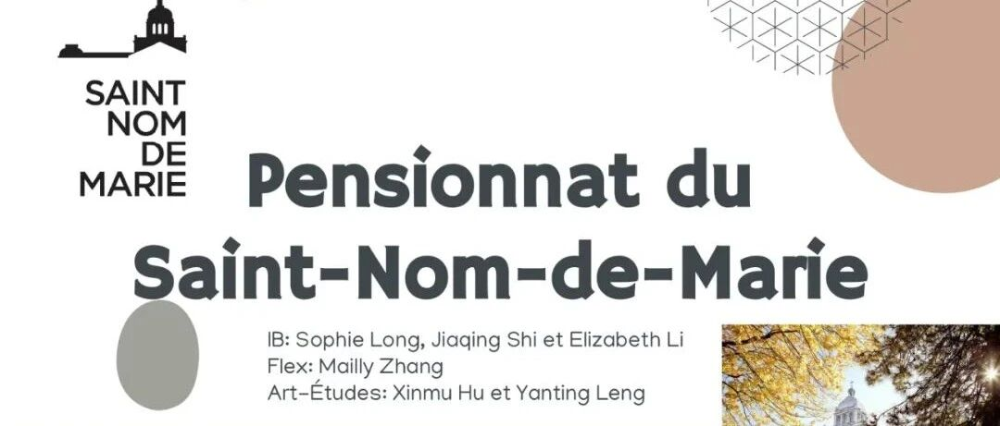 SAINT
NOM
DE
MARIE
Pensionnat du
Saint-Nom-de-Marie
IB: Sophie Long, Jiaqing Shi et Elizabeth Li
Flex: Mailly Zhang
Art-Études: Xinmu Hu et Yanting Leng